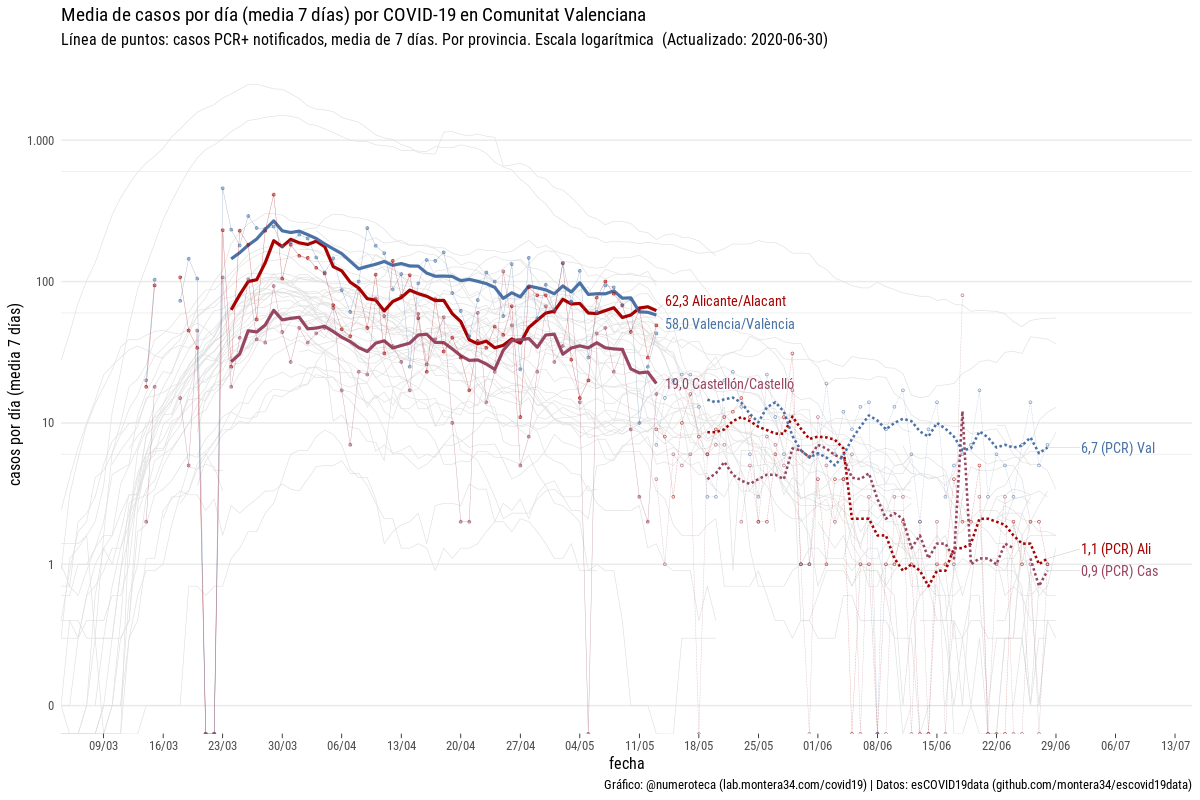 Media de casos por día (media 7 días) por COVID-19 en Comunitat Valenciana
Línea de puntos: casos PCR+ notificados, media de 7 días. Por provincia. Escala logarítmica (Actualizado: 2020-06-30)
casos por día (media 7 días)
1.000
100
10
1
0
62,3 Alicante/Alacant
58,0 Valencia/València
19,0 Castellón/Castelló
6,7 (PCR) Val
1,1 (PCR) Ali
0,9 (PCR) Cas
09/03 16/03 23/03 30/03 06/04 13/04 20/04 27/04 04/05 11/05 18/05 25/05 01/06 08/06 15/06 22/06 29/06 06/07 13/07
fecha
Gráfico: @numeroteca (lab.montera34.com/covid19) | Datos: esCOVID19data (github.com/montera34/escovid19data)